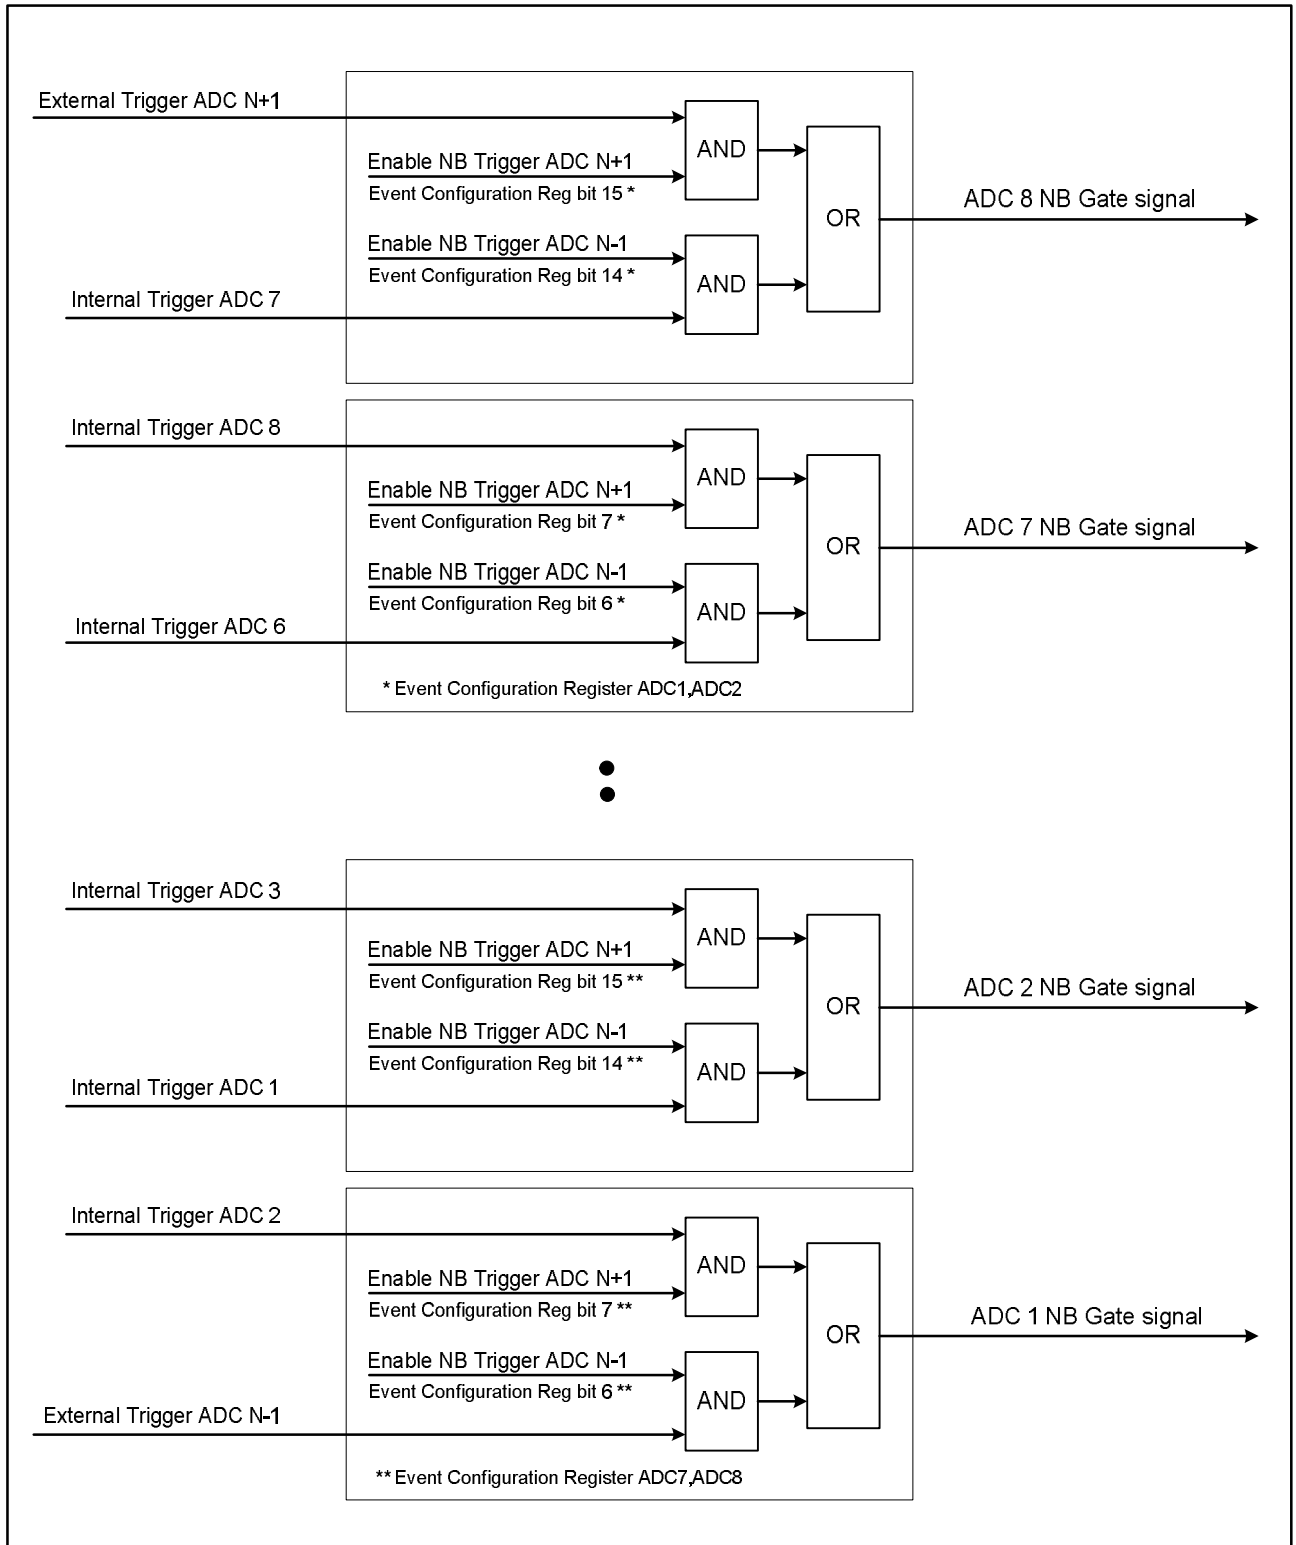 External Trigger ADC N+1
Enable NB Trigger ADC N+1
Event Configuration Reg bit 15 *
AND
Enable NB Trigger ADC N-1
Event Configuration Reg bit 14 *
Internal Trigger ADC 7
AND
OR
ADC 8 NB Gate signal
Internal Trigger ADC 8
Enable NB Trigger ADC N+1
Event Configuration Reg bit 7 *
AND
Enable NB Trigger ADC N-1
Event Configuration Reg bit 6 *
Internal Trigger ADC 6
AND
OR
ADC 7 NB Gate signal
* Event Configuration Register ADC1,ADC2
Internal Trigger ADC 3
Enable NB Trigger ADC N+1
Event Configuration Reg bit 15 **
AND
Enable NB Trigger ADC N-1
Event Configuration Reg bit 14 **
Internal Trigger ADC 1
AND
OR
ADC 2 NB Gate signal
Internal Trigger ADC 2
Enable NB Trigger ADC N+1
Event Configuration Reg bit 7 **
AND
Enable NB Trigger ADC N-1
Event Configuration Reg bit 6 **
External Trigger ADC N-1
AND
OR
ADC 1 NB Gate signal
** Event Configuration Register ADC7,ADC8